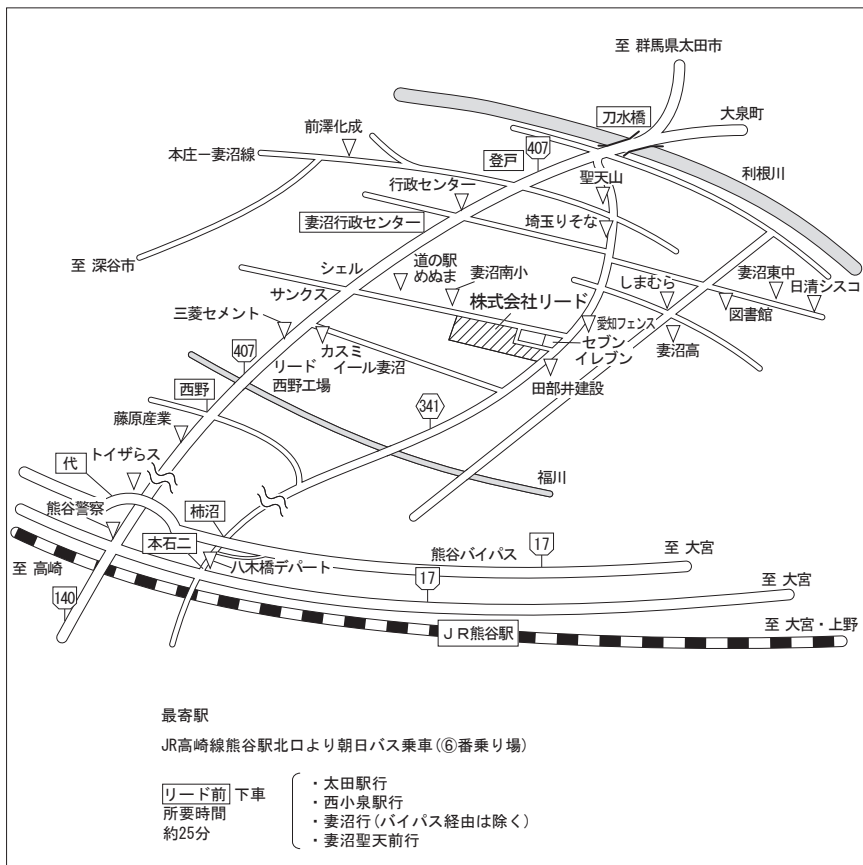 至 群馬県太田市
刀水橋
大泉町
前澤化成
407
本庄ー妻沼線
登戸
利根川
行政センター
聖天山
妻沼行政センター
埼玉りそな
至 深谷市
シェル
道の駅
めぬま
妻沼南小
しまむら
妻沼東中
日清シスコ
サンクス
株式会社リード
図書館
三菱セメント
愛知フェンス
妻沼高
カスミ
セブン
イレブン
407
リード
西野工場
イール妻沼
田部井建設
西野
341
藤原産業
トイザらス
代
福川
柿沼
熊谷警察
本石二
熊谷バイパス
17
至 大宮
至 高崎
八木橋デパート
17
至 大宮
140
JR熊谷駅
至 大宮・上野
最寄駅
JR高崎線熊谷駅北口より朝日バス乗車(⑥番乗り場)
リード前 下車
所要時間
約25分
・太田駅行
・西小泉駅行
・妻沼行(バイパス経由は除く)
・妻沼聖天前行